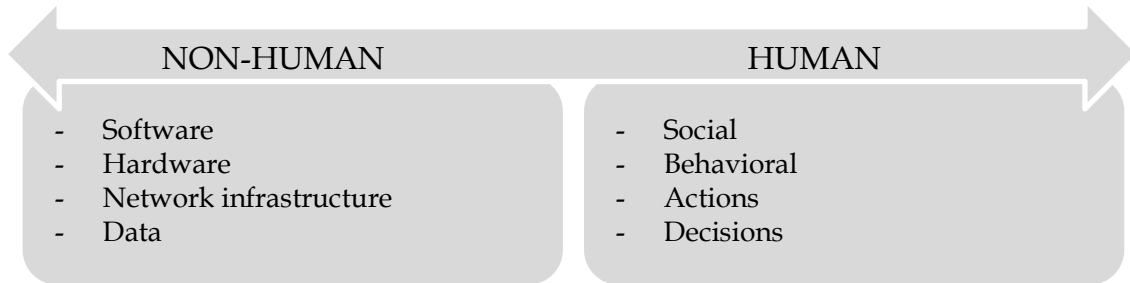 NON-HUMAN
HUMAN
- Software
- Hardware
- Network infrastructure
- Data
- Social
- Behavioral
- Actions
- Decisions